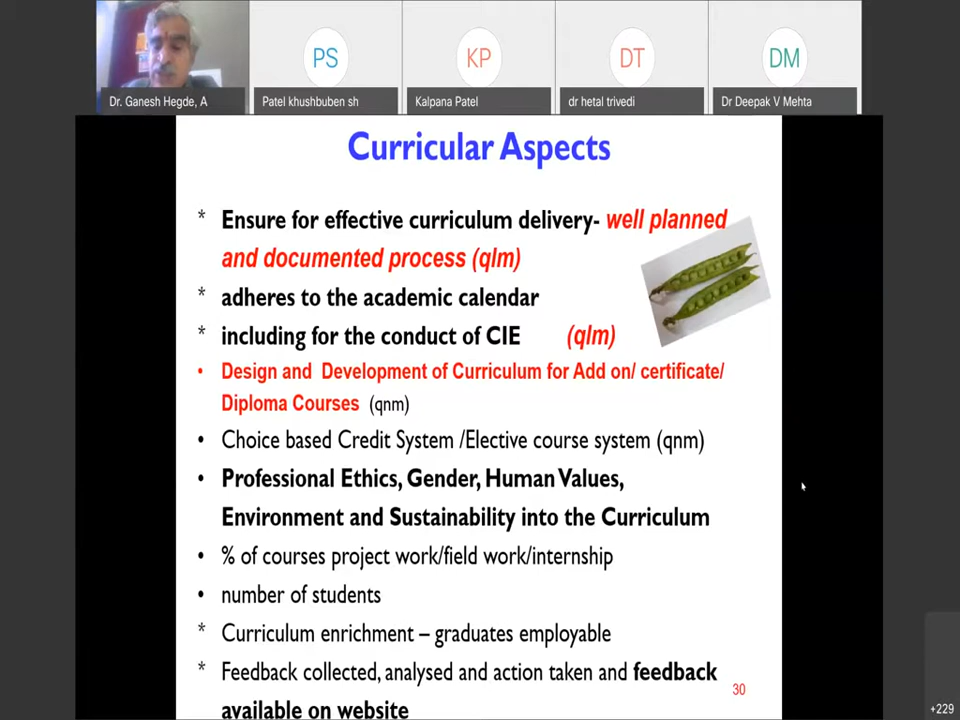 PS
KP
DT
DM
Dr. Ganesh Hegde, A
Patel khushbuben sh
Kalpana Patel
dr hetal trivedi
Dr Deepak V Mehta
Curricular Aspects
* Ensure for effective curriculum delivery- well planned
and documented process (qlm)
* adheres to the academic calendar
* including for the conduct of CIE (qlm)
• Design and Development of Curriculum for Add on/ certificate/
Diploma Courses (qnm)
• Choice based Credit System /Elective course system (qnm)
• Professional Ethics, Gender, Human Values,
Environment and Sustainability into the Curriculum
• % of courses project work/field work/internship
• number of students
* Curriculum enrichment – graduates employable
* Feedback collected, analysed and action taken and feedback
available on website
30
+229